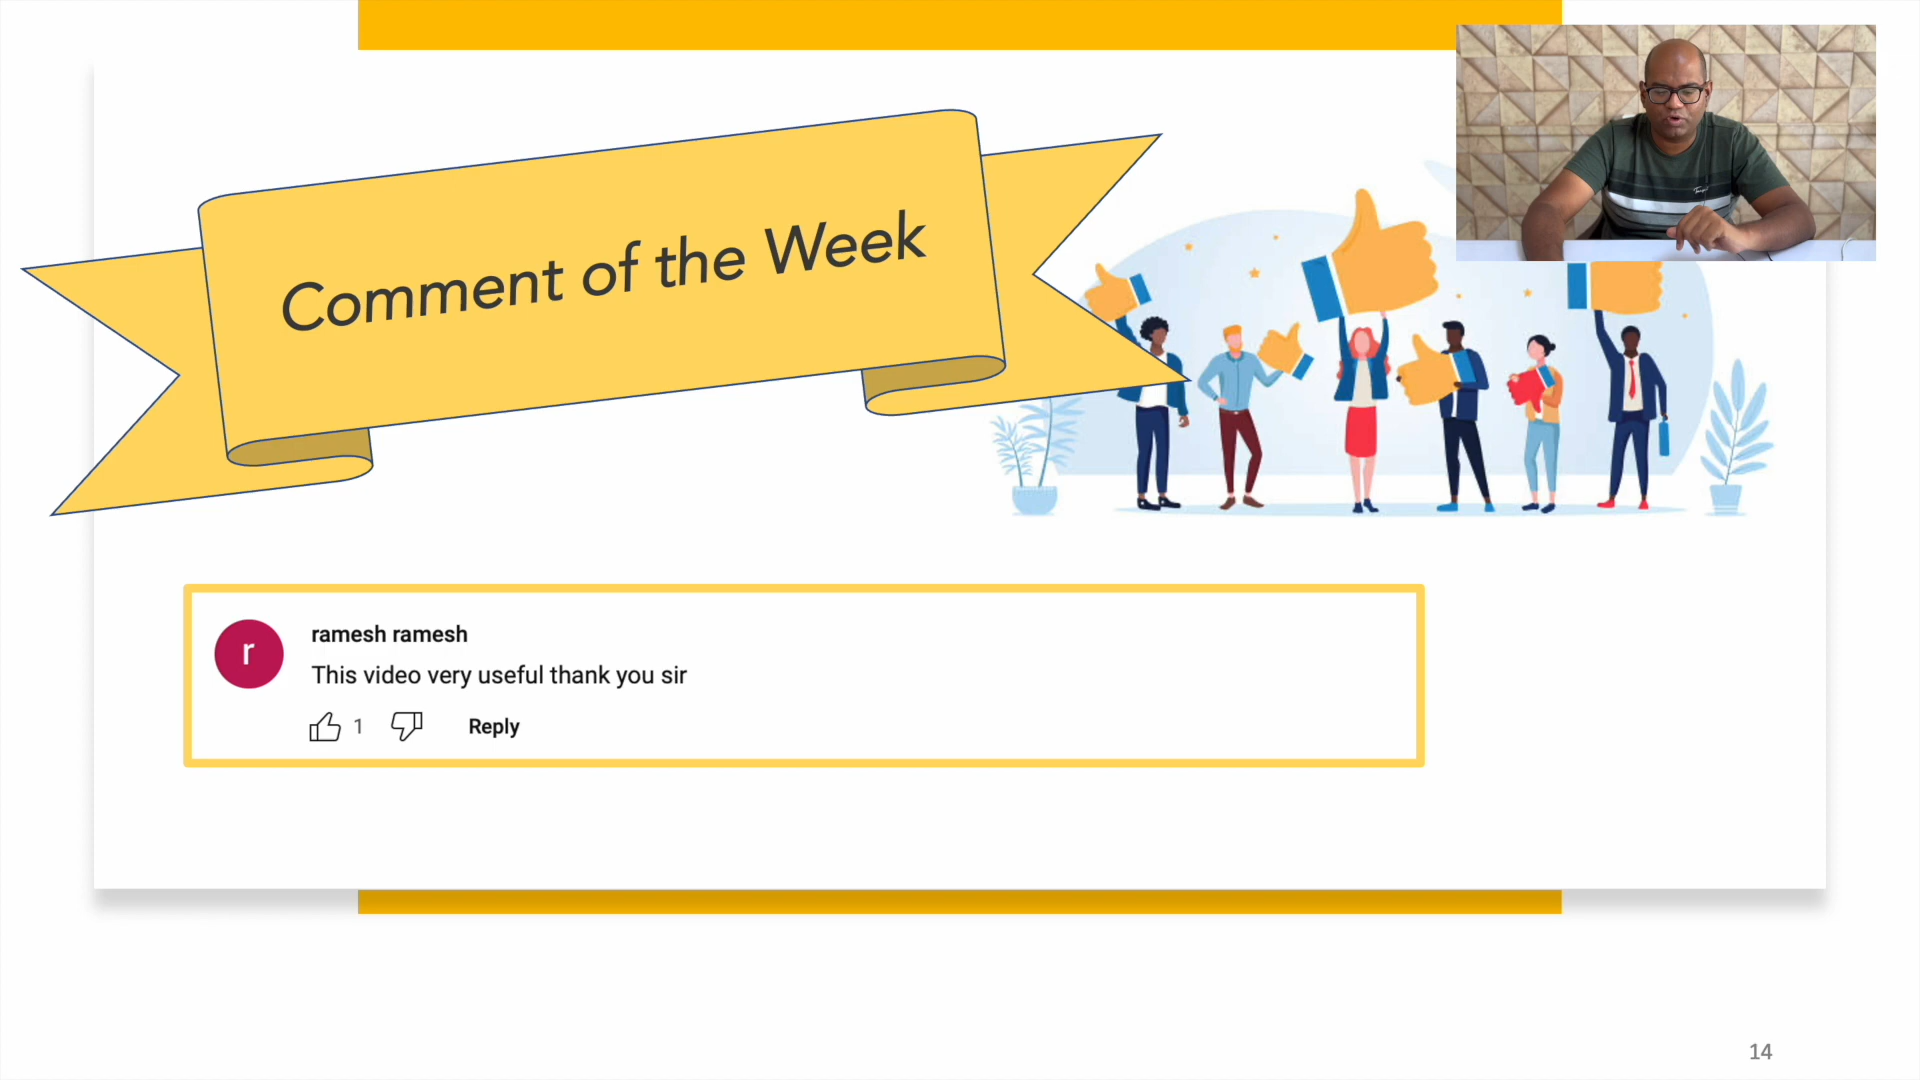 Comment of the Week
r
ramesh ramesh
This video very useful thank you sir
1
Reply
14